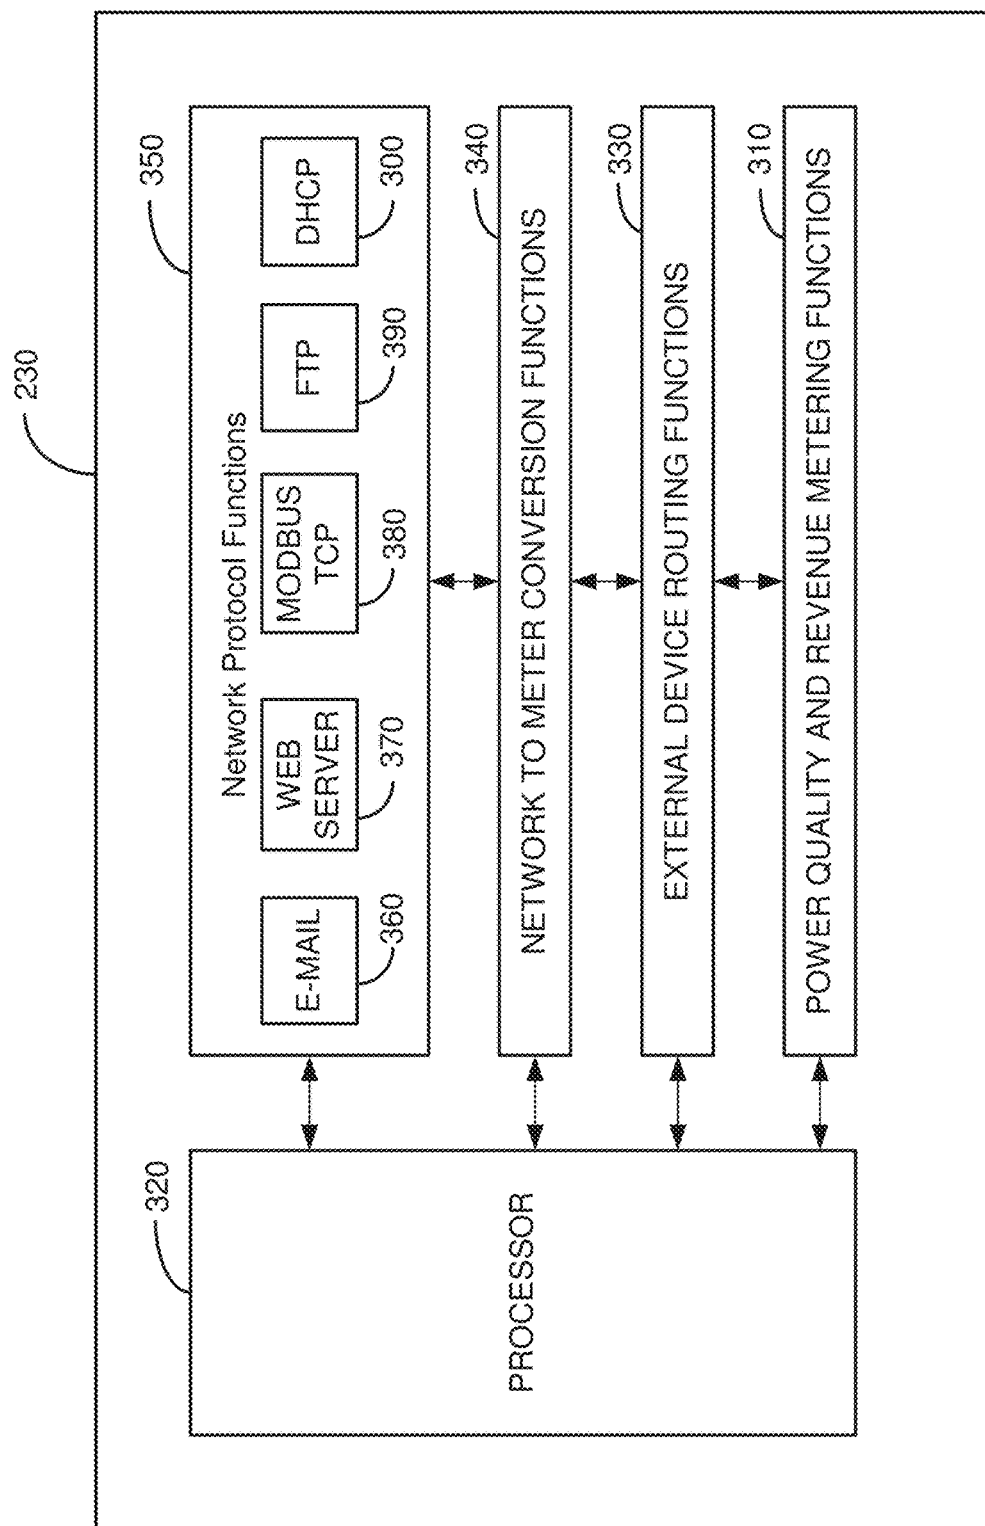 230
320
350
PROCESSOR
Network Protocol Functions
E-MAIL
360
WEB
SERVER
370
MODBUS
TCP
380
FTP
390
DHCP
300
340
NETWORK TO METER CONVERSION FUNCTIONS
330
EXTERNAL DEVICE ROUTING FUNCTIONS
310
POWER QUALITY AND REVENUE METERING FUNCTIONS